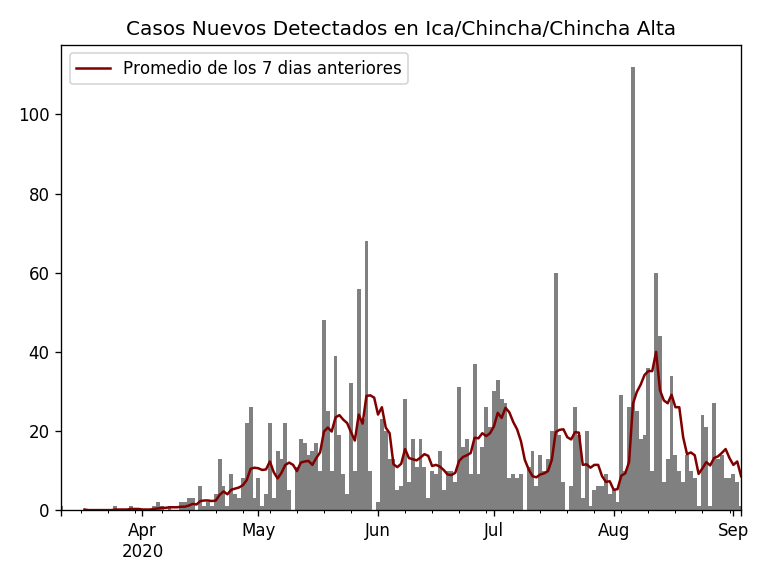 Casos Nuevos Detectados en Ica/Chincha/Chincha Alta
Promedio de los 7 dias anteriores
100
80
60
40
20
0
Apr May Jun Jul Aug Sep
2020